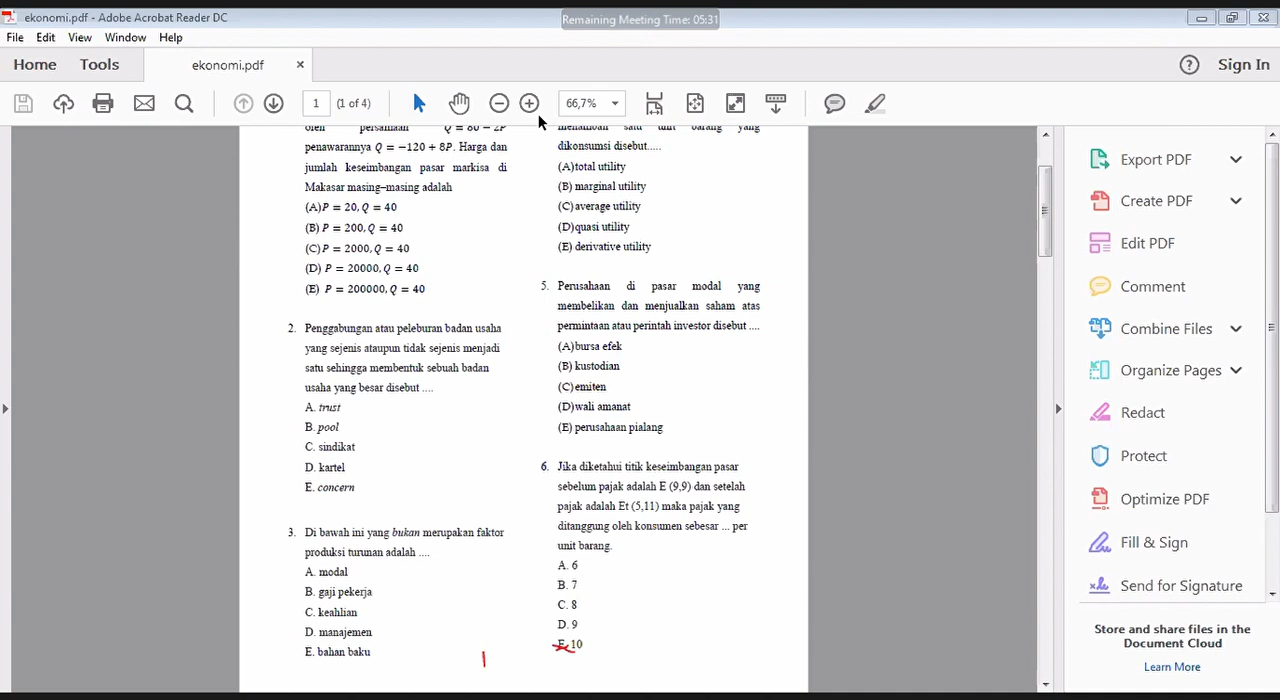 ekonomi.pdf - Adobe Acrobat Reader DC
Remaining Meeting Time: 05:31
File Edit View Window Help
Home Tools ekonomi.pdf × Sign In
1 (1 of 4) 66,7%
oleh persamaan Q = 80 − 2P
penawarannya Q = −120 + 8P. Harga dan
jumlah keseimbangan pasar markisa di
Makasar masing–masing adalah
(A) P = 20, Q = 40
(B) P = 200, Q = 40
(C) P = 2000, Q = 40
(D) P = 20000, Q = 40
(E) P = 200000, Q = 40
2. Penggabungan atau peleburan badan usaha
yang sejenis ataupun tidak sejenis menjadi
satu sehingga membentuk sebuah badan
usaha yang besar disebut ....
A. trust
B. pool
C. sindikat
D. kartel
E. concern
3. Di bawah ini yang bukan merupakan faktor
produksi turunan adalah ....
A. modal
B. gaji pekerja
C. keahlian
D. manajemen
E. bahan baku
menambah satu unit barang yang
dikonsumsi disebut.....
(A) total utility
(B) marginal utility
(C) average utility
(D) quasi utility
(E) derivative utility
5. Perusahaan di pasar modal yang
membelikan dan menjualkan saham atas
permintaan atau perintah investor disebut ....
(A) bursa efek
(B) kustodian
(C) emiten
(D) wali amanat
(E) perusahaan pialang
6. Jika diketahui titik keseimbangan pasar
sebelum pajak adalah E (9,9) dan setelah
pajak adalah Et (5,11) maka pajak yang
ditanggung oleh konsumen sebesar ... per
unit barang.
A. 6
B. 7
C. 8
D. 9
E. 10
Export PDF
Create PDF
Edit PDF
Comment
Combine Files
Organize Pages
Redact
Protect
Optimize PDF
Fill & Sign
Send for Signature
Store and share files in the
Document Cloud
Learn More